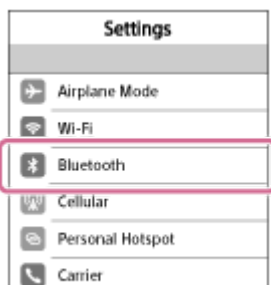 Settings
Airplane Mode
Wi-Fi
Bluetooth
Cellular
Personal Hotspot
Carrier